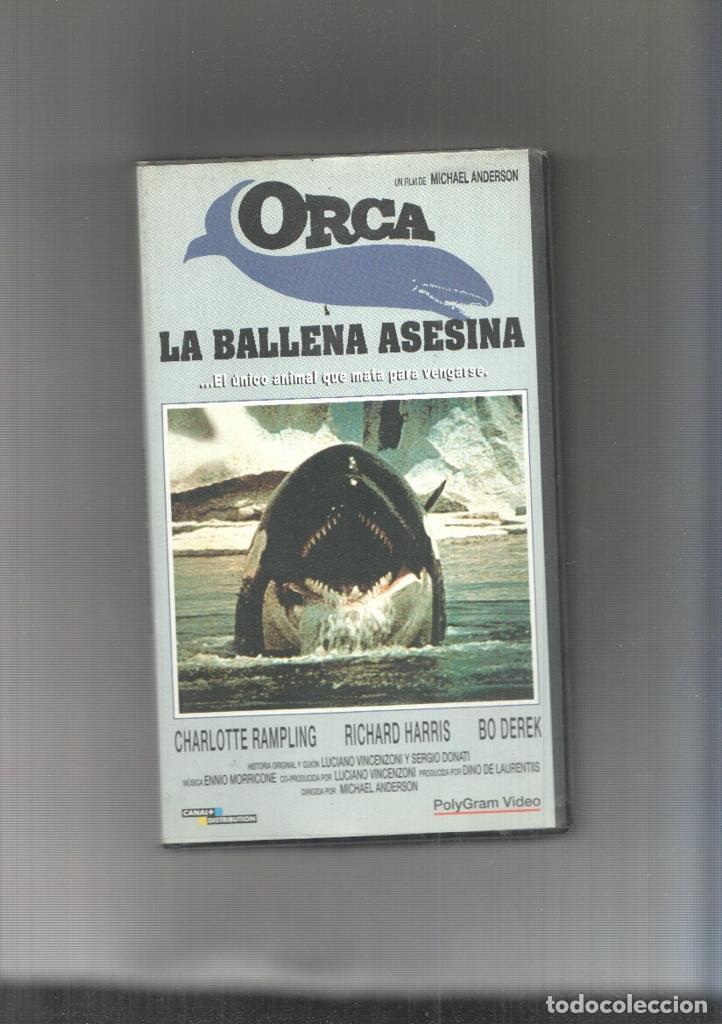 UN FILM DE MICHAEL ANDERSON
ORCA
LA BALLENA ASESINA
...El único animal que mata para vengarse.
CHARLOTTE RAMPLING RICHARD HARRIS BO DEREK
HISTORIA ORIGINAL Y GUIÓN LUCIANO VINCENZONI Y SERGIO DONATI
MÚSICA ENNIO MORRICONE CO-PRODUCIDA POR LUCIANO VINCENZONI PRODUCIDA POR DINO DE LAURENTIIS
DIRIGIDA POR MICHAEL ANDERSON
CANAL+
DISTRIBUTION
PolyGram Video
todocoleccion